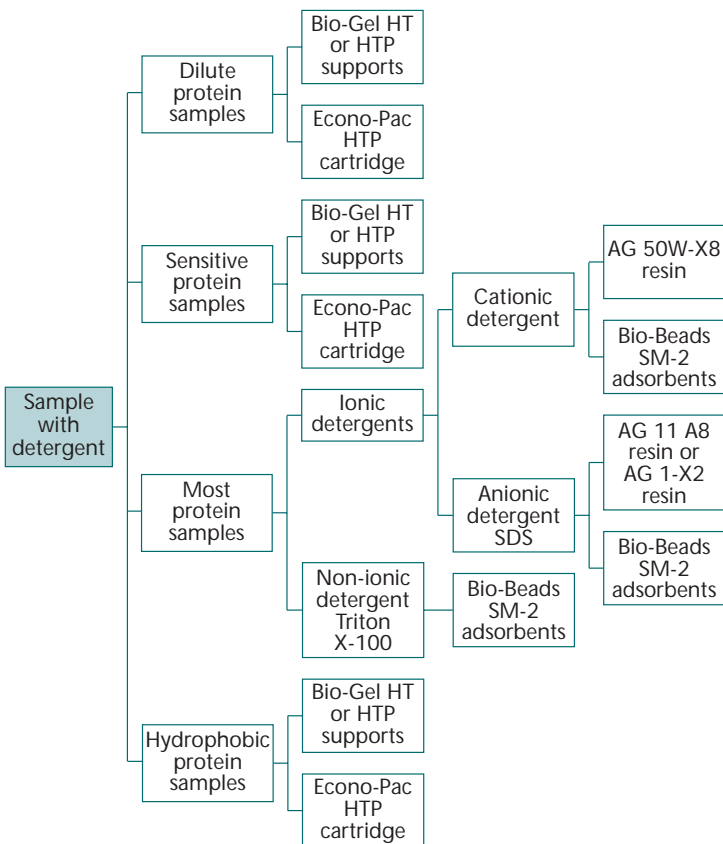 Sample
with
detergent
Dilute
protein
samples
Bio-Gel HT
or HTP
supports
Econo-Pac
HTP
cartridge
Sensitive
protein
samples
Bio-Gel HT
or HTP
supports
Econo-Pac
HTP
cartridge
Most
protein
samples
Ionic
detergents
Cationic
detergent
AG 50W-X8
resin
Bio-Beads
SM-2
adsorbents
Anionic
detergent
SDS
AG 11 A8
resin or
AG 1-X2
resin
Bio-Beads
SM-2
adsorbents
Non-ionic
detergent
Triton
X-100
Bio-Beads
SM-2
adsorbents
Hydrophobic
protein
samples
Bio-Gel HT
or HTP
supports
Econo-Pac
HTP
cartridge